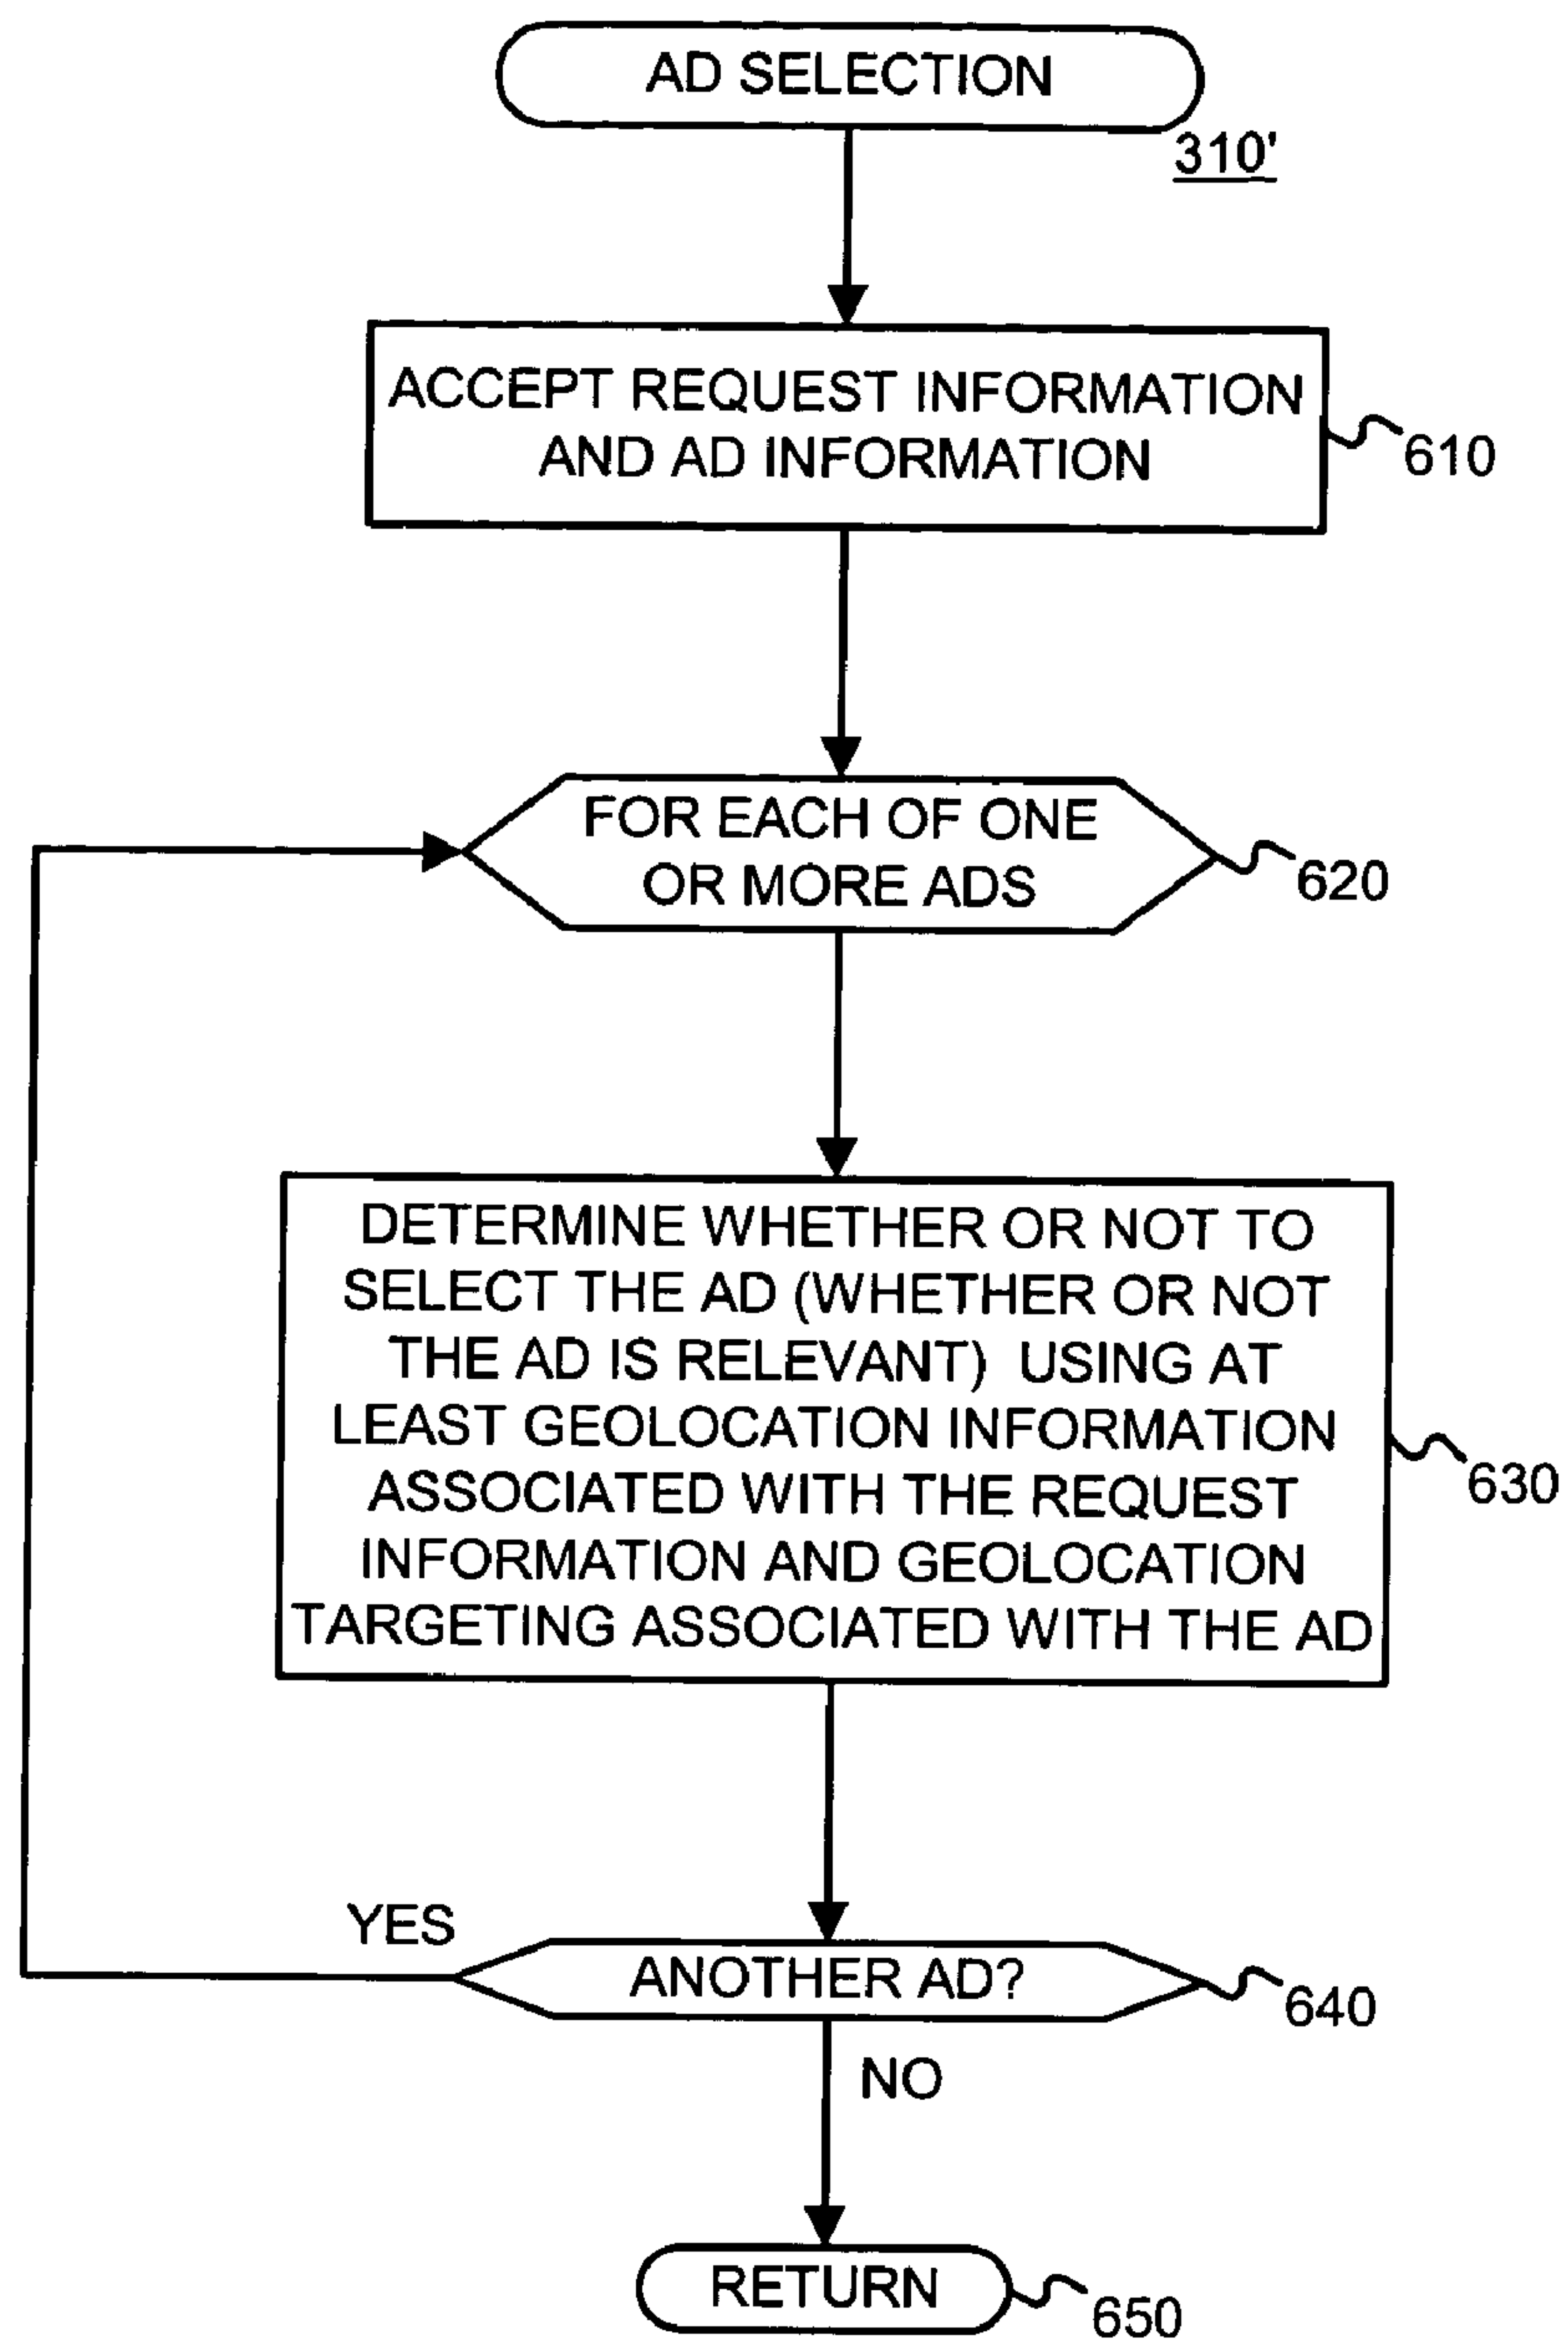 AD SELECTION
310'
ACCEPT REQUEST INFORMATION
AND AD INFORMATION
610
FOR EACH OF ONE
OR MORE ADS
620
DETERMINE WHETHER OR NOT TO
SELECT THE AD (WHETHER OR NOT
THE AD IS RELEVANT) USING AT
LEAST GEOLOCATION INFORMATION
ASSOCIATED WITH THE REQUEST
INFORMATION AND GEOLOCATION
TARGETING ASSOCIATED WITH THE AD
630
YES
ANOTHER AD?
640
NO
RETURN
650